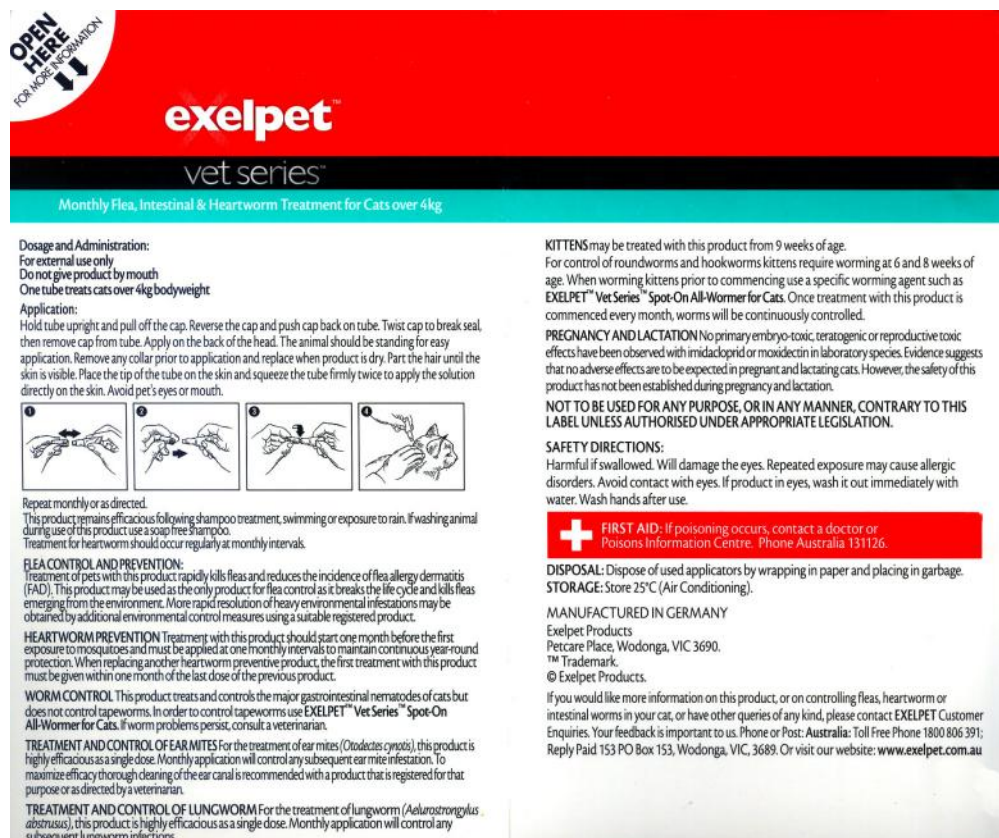 OPEN
HERE
FOR MORE INFORMATION
exelpet™
vet series™
Monthly Flea, Intestinal & Heartworm Treatment for Cats over 4kg
Dosage and Administration:
For external use only
Do not give product by mouth
One tube treats cats over 4kg bodyweight
Application:
Hold tube upright and pull off the cap. Reverse the cap and push cap back on tube. Twist cap to break seal,
then remove cap from tube. Apply on the back of the head. The animal should be standing for easy
application. Remove any collar prior to application and replace when product is dry. Part the hair until the
skin is visible. Place the tip of the tube on the skin and squeeze the tube firmly twice to apply the solution
directly on the skin. Avoid pet's eyes or mouth.
1 2 3 4
Repeat monthly or as directed.
This product remains efficacious following shampoo treatment, swimming or exposure to rain. If washing animal
during use of this product use a soap free shampoo.
Treatment for heartworm should occur regularly at monthly intervals.
FLEA CONTROL AND PREVENTION:
Treatment of pets with this product rapidly kills fleas and reduces the incidence of flea allergy dermatitis
(FAD). This product may be used as the only product for flea control as it breaks the life cycle and kills fleas
emerging from the environment. More rapid resolution of heavy environmental infestations may be
obtained by additional environmental control measures using a suitable registered product.
HEARTWORM PREVENTION Treatment with this product should start one month before the first
exposure to mosquitoes and must be applied at one monthly intervals to maintain continuous year-round
protection. When replacing another heartworm preventive product, the first treatment with this product
must be given within one month of the last dose of the previous product.
WORM CONTROL This product treats and controls the major gastrointestinal nematodes of cats but
does not control tapeworms. In order to control tapeworms use EXELPET™ Vet Series™ Spot-On
All-Wormer for Cats. If worm problems persist, consult a veterinarian.
TREATMENT AND CONTROL OF EAR MITES For the treatment of ear mites (Otodectes cynotis), this product is
highly efficacious as a single dose. Monthly application will control any subsequent ear mite infestation. To
maximize efficacy thorough cleaning of the ear canal is recommended with a product that is registered for that
purpose or as directed by a veterinarian.
TREATMENT AND CONTROL OF LUNGWORM For the treatment of lungworm (Aelurostrongylus
abstrusus), this product is highly efficacious as a single dose. Monthly application will control any
subsequent lungworm infections.
KITTENS may be treated with this product from 9 weeks of age.
For control of roundworms and hookworms kittens require worming at 6 and 8 weeks of
age. When worming kittens prior to commencing use a specific worming agent such as
EXELPET™ Vet Series™ Spot-On All-Wormer for Cats. Once treatment with this product is
commenced every month, worms will be continuously controlled.
PREGNANCY AND LACTATION No primary embryo-toxic, teratogenic or reproductive toxic
effects have been observed with imidacloprid or moxidectin in laboratory species. Evidence suggests
that no adverse effects are to be expected in pregnant and lactating cats. However, the safety of this
product has not been established during pregnancy and lactation.
NOT TO BE USED FOR ANY PURPOSE, OR IN ANY MANNER, CONTRARY TO THIS
LABEL UNLESS AUTHORISED UNDER APPROPRIATE LEGISLATION.
SAFETY DIRECTIONS:
Harmful if swallowed. Will damage the eyes. Repeated exposure may cause allergic
disorders. Avoid contact with eyes. If product in eyes, wash it out immediately with
water. Wash hands after use.
FIRST AID: If poisoning occurs, contact a doctor or
Poisons Information Centre. Phone Australia 131126.
DISPOSAL: Dispose of used applicators by wrapping in paper and placing in garbage.
STORAGE: Store 25°C (Air Conditioning).
MANUFACTURED IN GERMANY
Exelpet Products
Petcare Place, Wodonga, VIC 3690.
™ Trademark.
© Exelpet Products.
If you would like more information on this product, or on controlling fleas, heartworm or
intestinal worms in your cat, or have other queries of any kind, please contact EXELPET Customer
Enquiries. Your feedback is important to us. Phone or Post: Australia: Toll Free Phone 1800 806 391;
Reply Paid 153 PO Box 153, Wodonga, VIC, 3689. Or visit our website: www.exelpet.com.au